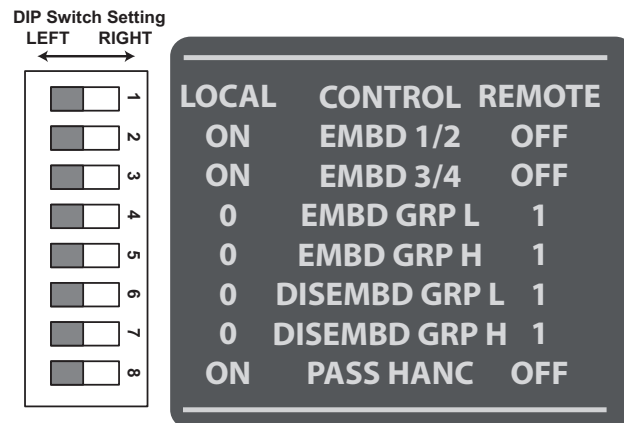 DIP Switch Setting
LEFT RIGHT
1
2
3
4
5
6
7
8
LOCAL CONTROL REMOTE
ON EMBD 1/2 OFF
ON EMBD 3/4 OFF
0 EMBD GRP L 1
0 EMBD GRP H 1
0 DISEMBD GRP L 1
0 DISEMBD GRP H 1
ON PASS HANC OFF